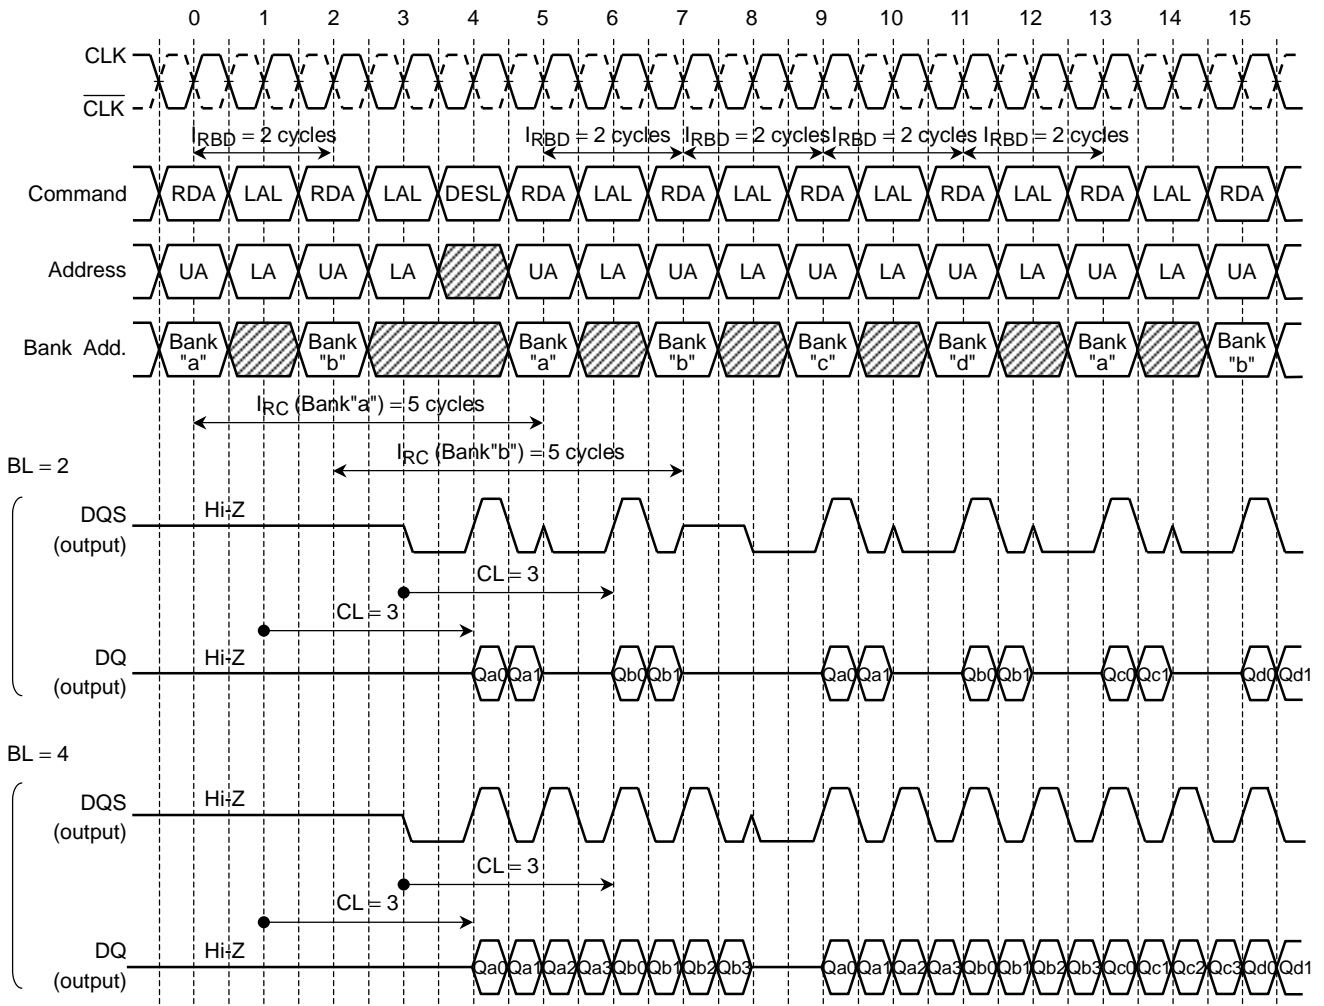 0 1 2 3 4 5 6 7 8 9 10 11 12 13 14 15
CLK
CLK
IRBD = 2 cycles IRBD = 2 cycles IRBD = 2 cycles IRBD = 2 cycles IRBD = 2 cycles
Command RDA LAL RDA LAL DESL RDA LAL RDA LAL RDA LAL RDA LAL RDA LAL RDA
Address UA LA UA LA UA LA UA LA UA LA UA LA UA LA UA
Bank Add. Bank "a" Bank "b" Bank "a" Bank "b" Bank "c" Bank "d" Bank "a" Bank "b"
IRC (Bank"a") = 5 cycles
IRC (Bank"b") = 5 cycles
BL = 2
DQS (output) Hi-Z
CL = 3
CL = 3
DQ (output) Hi-Z Qa0 Qa1 Qb0 Qb1 Qa0 Qa1 Qb0 Qb1 Qc0 Qc1 Qd0 Qd1
BL = 4
DQS (output) Hi-Z
CL = 3
CL = 3
DQ (output) Hi-Z Qa0 Qa1 Qa2 Qa3 Qb0 Qb1 Qb2 Qb3 Qa0 Qa1 Qa2 Qa3 Qb0 Qb1 Qb2 Qb3 Qc0 Qc1 Qc2 Qc3 Qd0 Qd1